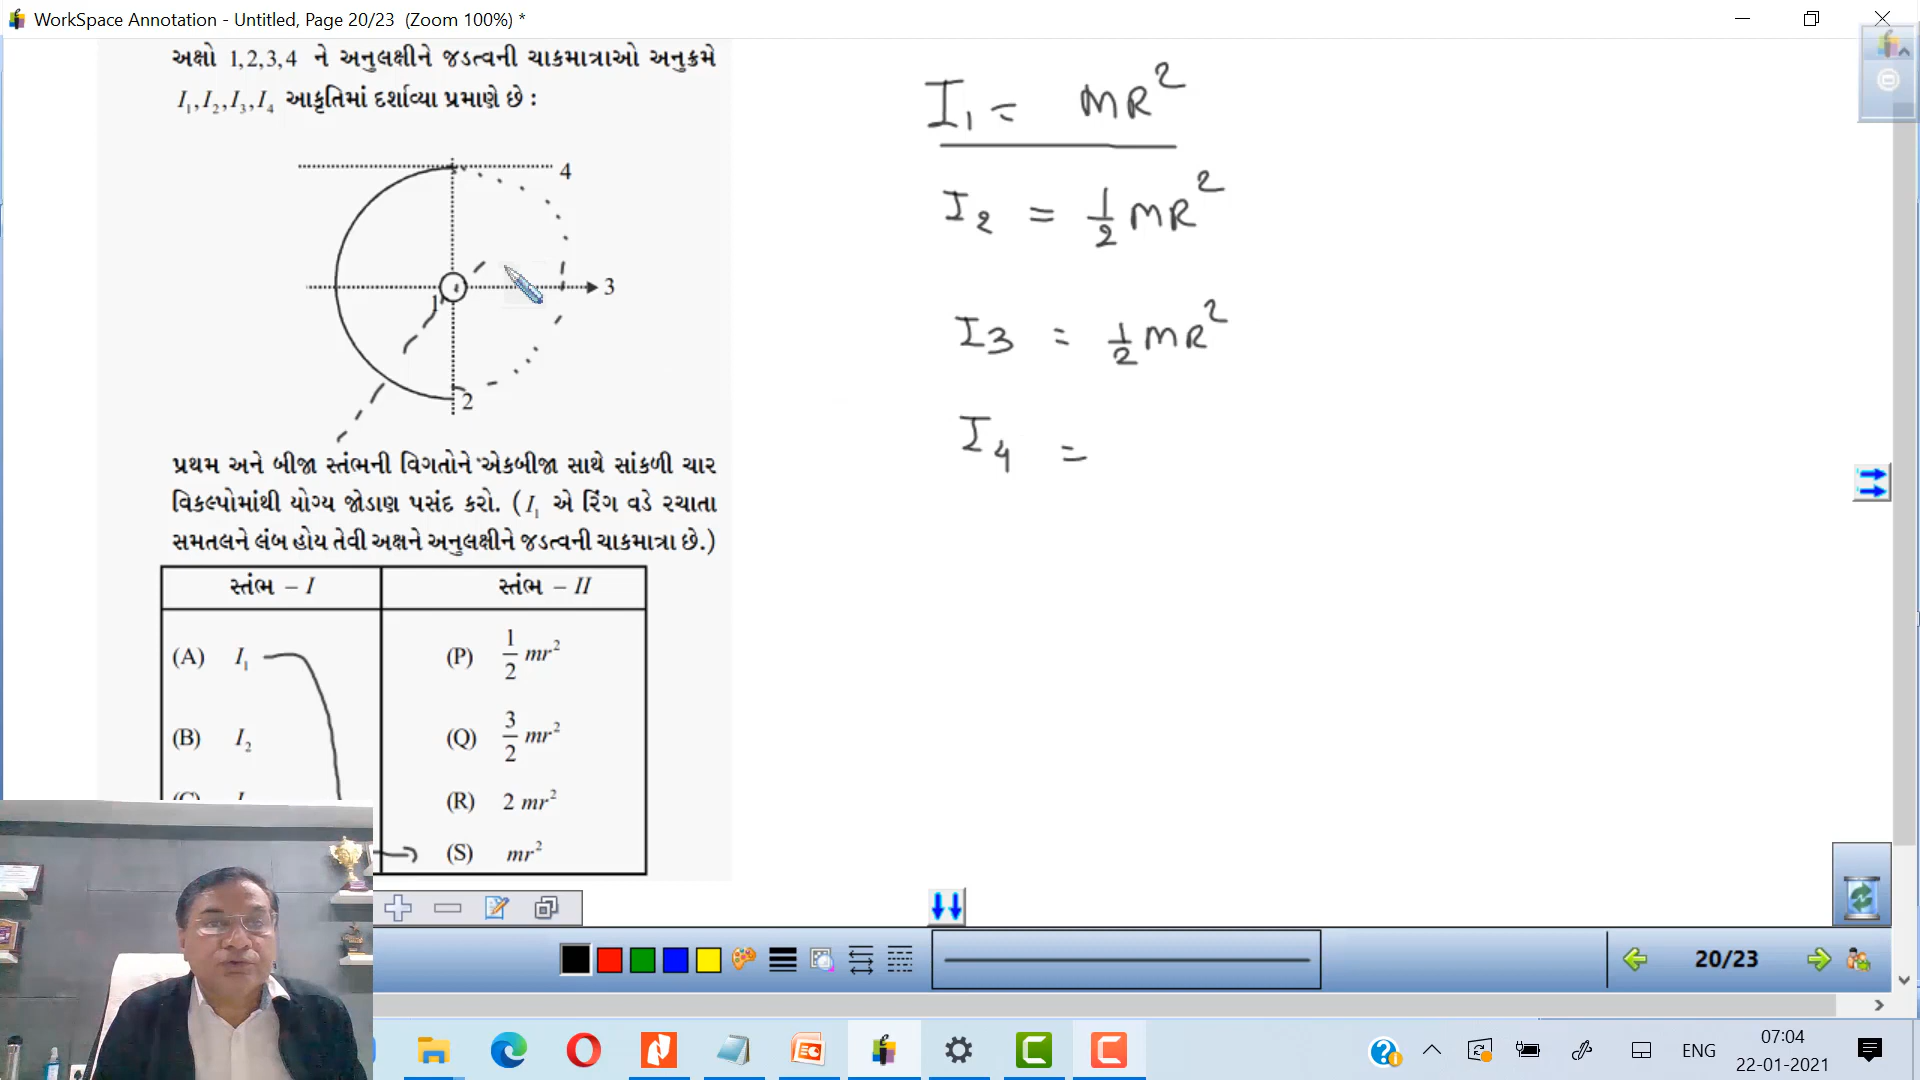 WorkSpace Annotation - Untitled, Page 20/23 (Zoom 100%) *
અક્ષો 1,2,3,4 ને અનુલક્ષીને જડત્વની ચાકમાત્રાઓ અનુક્રમે
I₁, I₂, I₃, I₄ આકૃતિમાં દર્શાવ્યા પ્રમાણે છે :
4
3
1
2
પ્રથમ અને બીજા સ્તંભની વિગતોને એકબીજા સાથે સાંકળી ચાર
વિકલ્પોમાંથી યોગ્ય જોડાણ પસંદ કરો. (I₁ એ રિંગ વડે રચાતા
સમતલને લંબ હોય તેવી અક્ષને અનુલક્ષીને જડત્વની ચાકમાત્રા છે.)
સ્તંભ – I સ્તંભ – II
(A) I₁ (P) 1/2 mr²
(B) I₂ (Q) 3/2 mr²
(R) 2 mr²
(S) mr²
I₁ = MR²
I₂ = 1/2 MR²
I3 = 1/2 MR²
I₄ =
20/23
ENG
07:04
22-01-2021